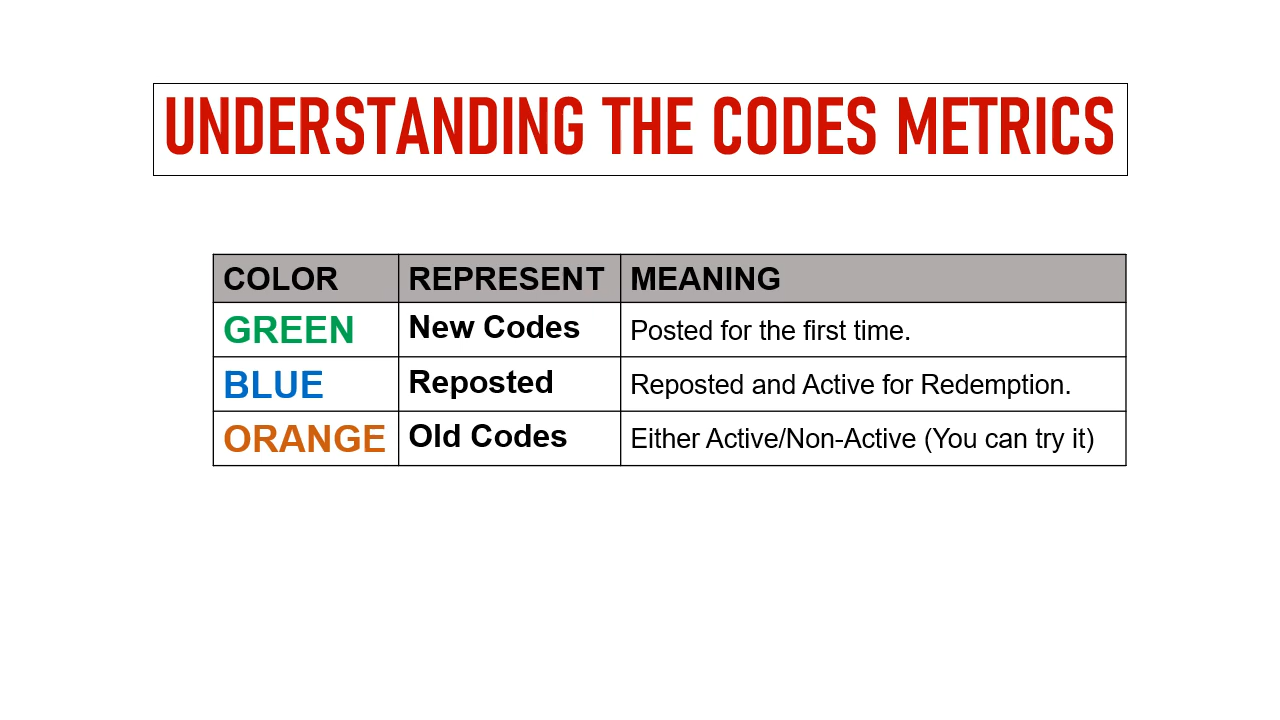 UNDERSTANDING THE CODES METRICS
COLOR REPRESENT MEANING
GREEN New Codes Posted for the first time.
BLUE Reposted Reposted and Active for Redemption.
ORANGE Old Codes Either Active/Non-Active (You can try it)